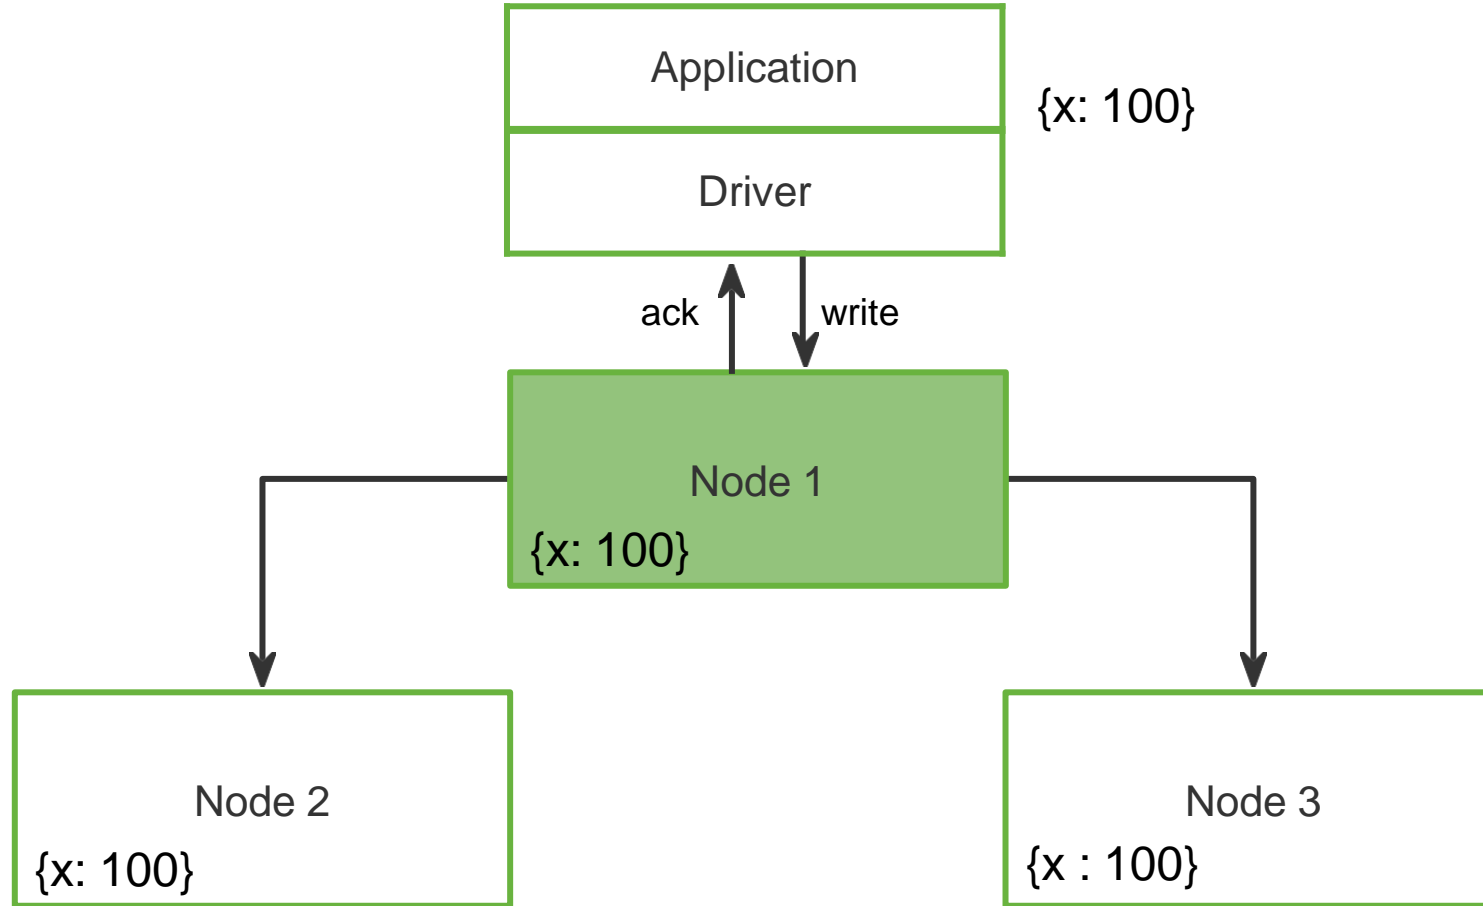 Application
{x: 100}
Driver
ack
write
Node 1
{x: 100}
Node 2
{x: 100}
Node 3
{x : 100}